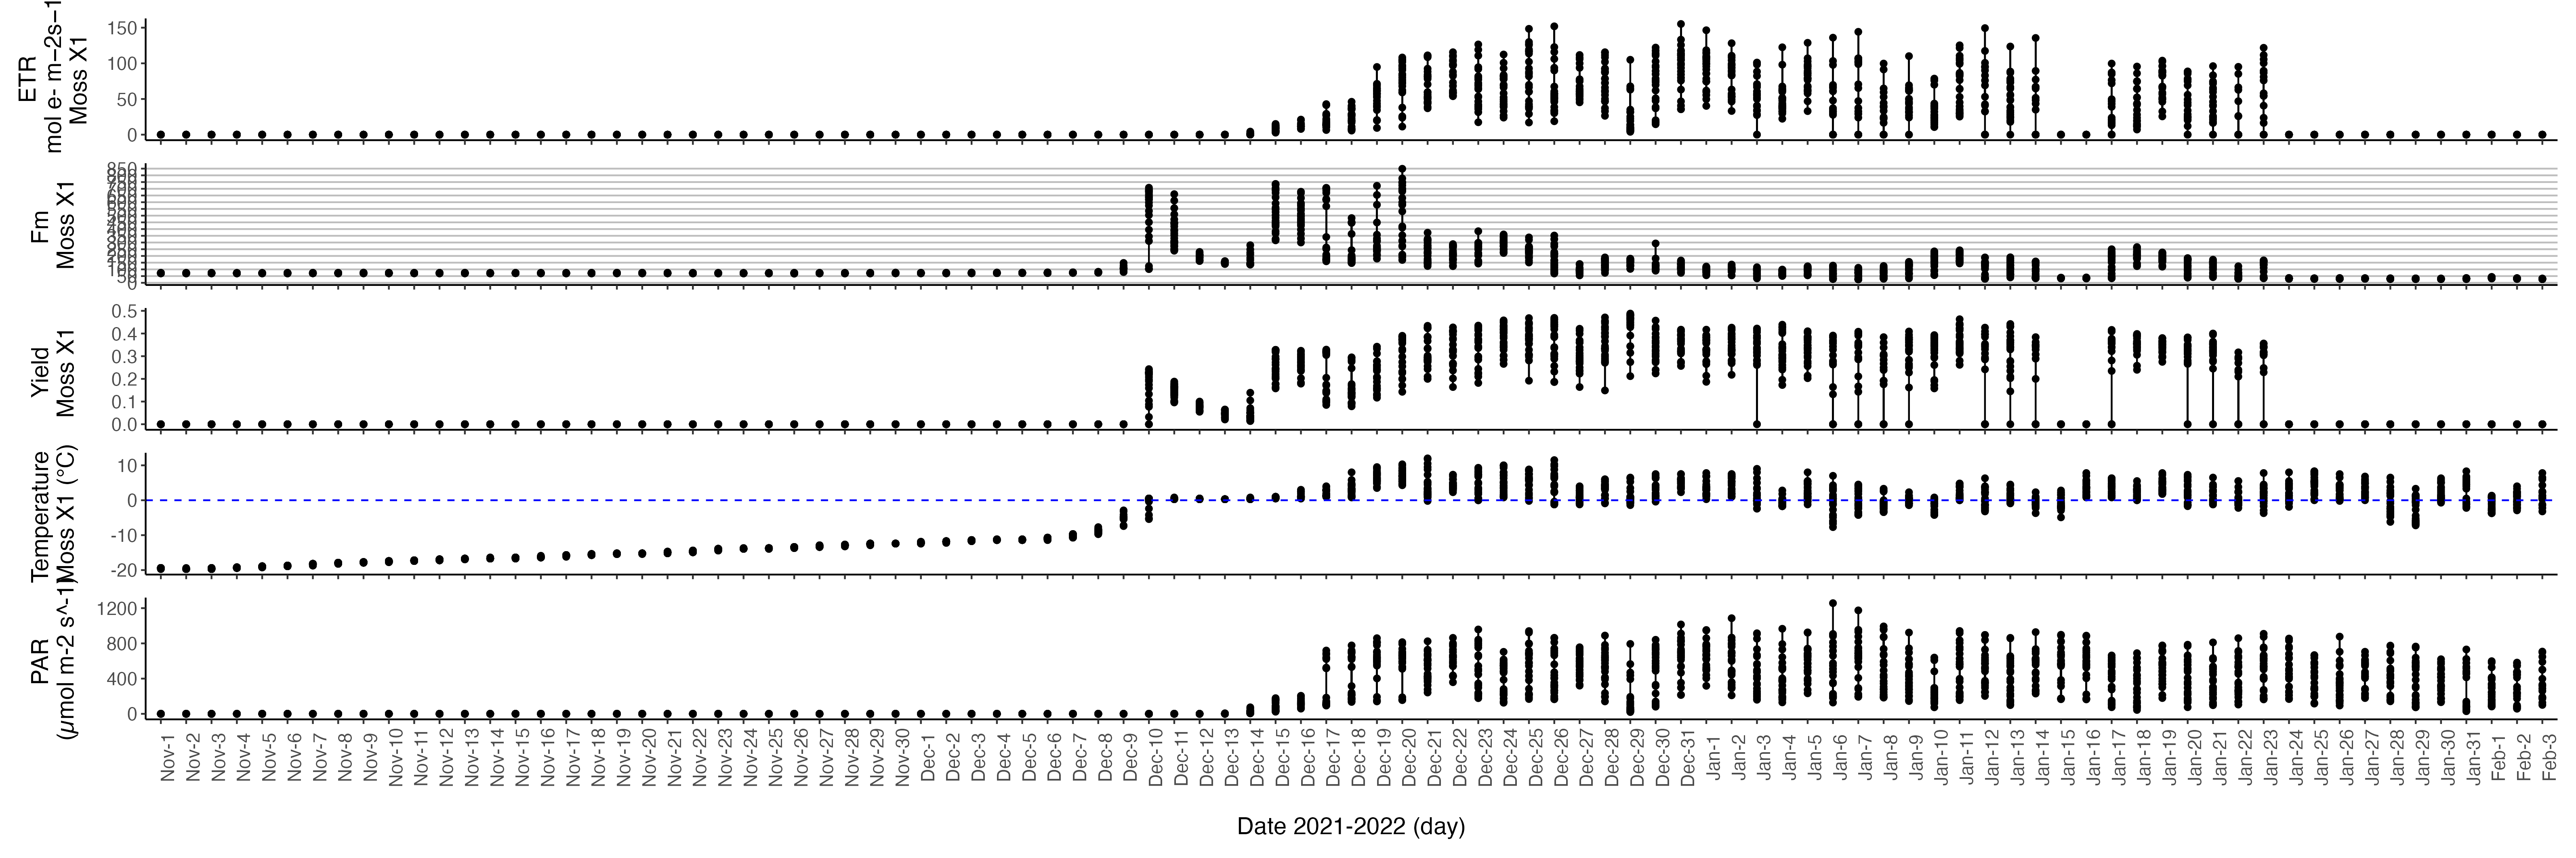 ETR
mol e- m−2s−1
Moss X1
150
100
50
0
Fm
Moss X1
850
50
0
Yield
Moss X1
0.5
0.4
0.3
0.2
0.1
0.0
Temperature
Moss X1 (°C)
10
0
-10
-20
PAR
(µmol m-2 s^-1)
1200
800
400
0
Nov-1
Nov-2
Nov-3
Nov-4
Nov-5
Nov-6
Nov-7
Nov-8
Nov-9
Nov-10
Nov-11
Nov-12
Nov-13
Nov-14
Nov-15
Nov-16
Nov-17
Nov-18
Nov-19
Nov-20
Nov-21
Nov-22
Nov-23
Nov-24
Nov-25
Nov-26
Nov-27
Nov-28
Nov-29
Nov-30
Dec-1
Dec-2
Dec-3
Dec-4
Dec-5
Dec-6
Dec-7
Dec-8
Dec-9
Dec-10
Dec-11
Dec-12
Dec-13
Dec-14
Dec-15
Dec-16
Dec-17
Dec-18
Dec-19
Dec-20
Dec-21
Dec-22
Dec-23
Dec-24
Dec-25
Dec-26
Dec-27
Dec-28
Dec-29
Dec-30
Dec-31
Jan-1
Jan-2
Jan-3
Jan-4
Jan-5
Jan-6
Jan-7
Jan-8
Jan-9
Jan-10
Jan-11
Jan-12
Jan-13
Jan-14
Jan-15
Jan-16
Jan-17
Jan-18
Jan-19
Jan-20
Jan-21
Jan-22
Jan-23
Jan-24
Jan-25
Jan-26
Jan-27
Jan-28
Jan-29
Jan-30
Jan-31
Feb-1
Feb-2
Feb-3
Date 2021-2022 (day)